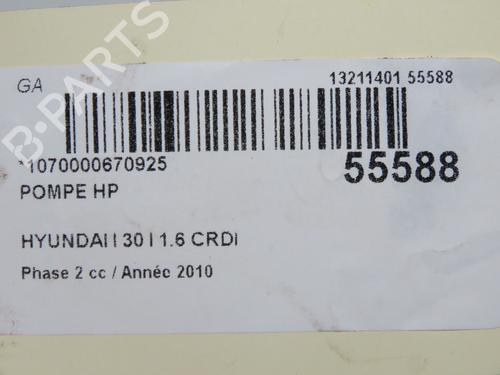 B-PARTS
GA
13211401 55588
*1070000670925
55588
POMPE HP
HYUNDAI I 30 I 1.6 CRDi
Phase 2 cc / Année 2010